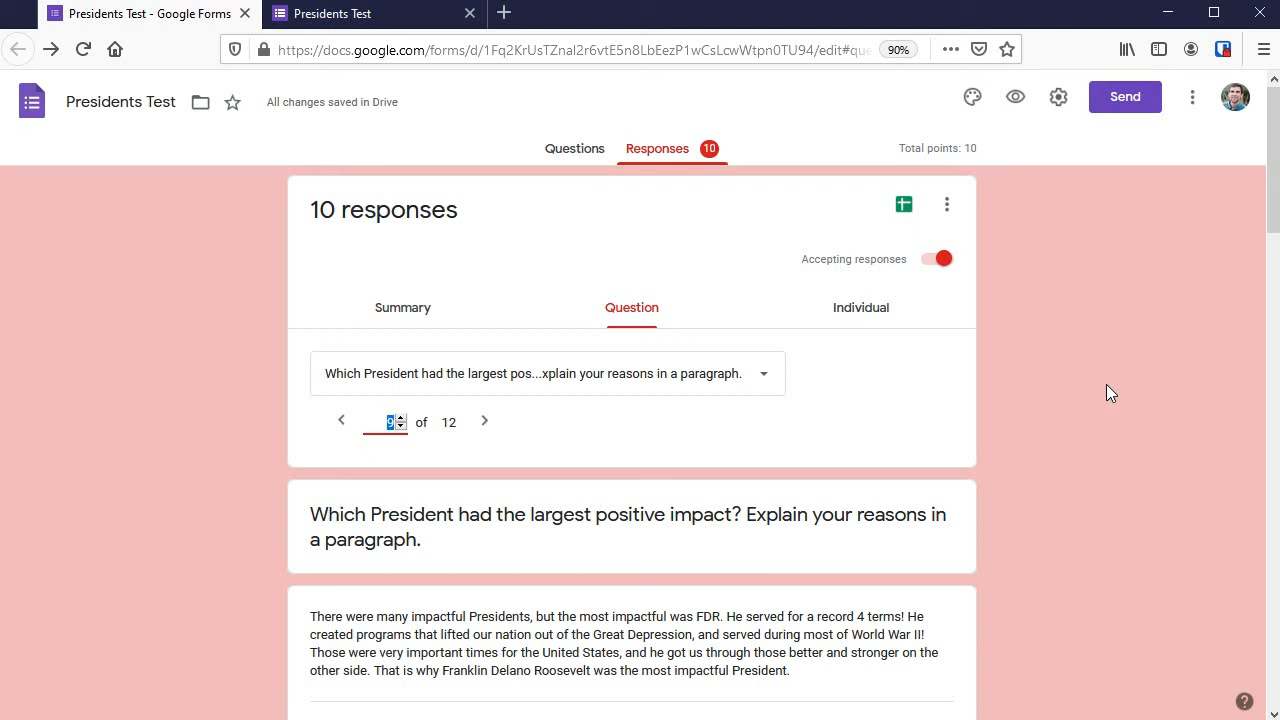 Presidents Test - Google Forms
Presidents Test
https://docs.google.com/forms/d/1Fq2KrUsTZnaI2r6vtE5n8LbEezP1wCsLcwWtpn0TU94/edit#que
90%
Presidents Test
All changes saved in Drive
Send
Questions
Responses
10
Total points: 10
10 responses
Accepting responses
Summary
Question
Individual
Which President had the largest pos...xplain your reasons in a paragraph.
9 of 12
Which President had the largest positive impact? Explain your reasons in
a paragraph.
There were many impactful Presidents, but the most impactful was FDR. He served for a record 4 terms! He
created programs that lifted our nation out of the Great Depression, and served during most of World War II!
Those were very important times for the United States, and he got us through those better and stronger on the
other side. That is why Franklin Delano Roosevelt was the most impactful President.